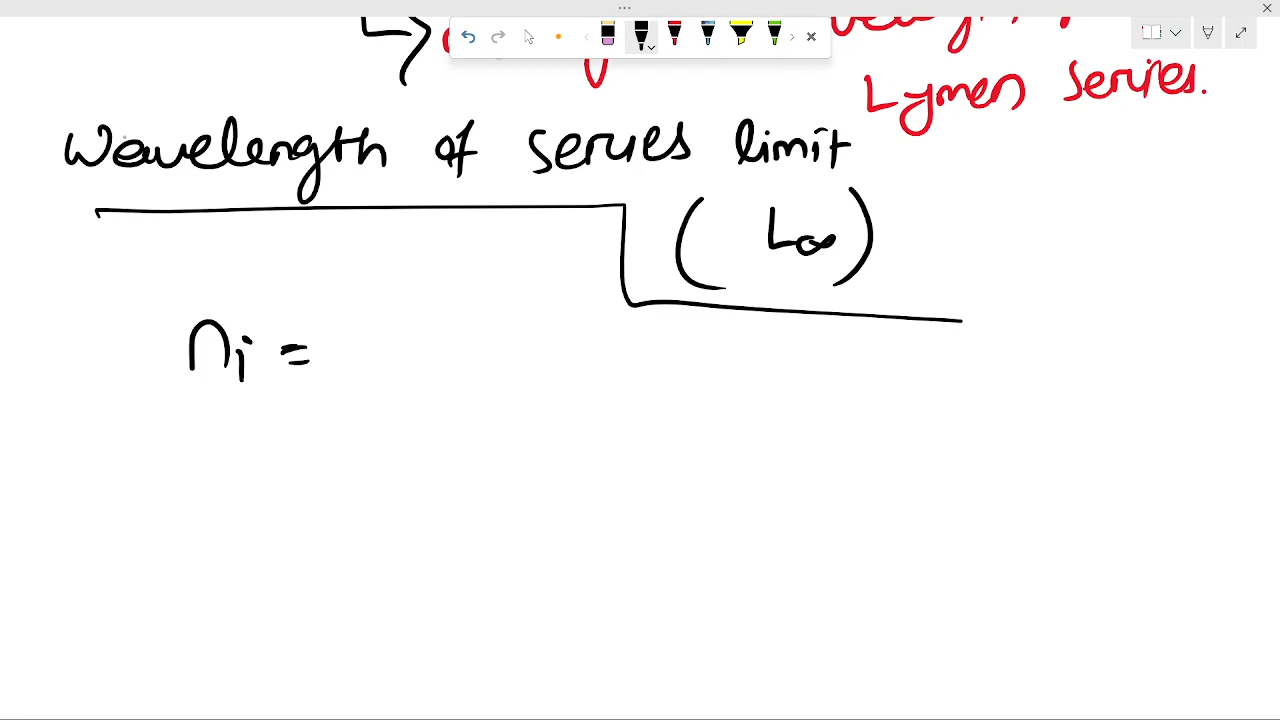 Lymen series.
Wavelength of series limit
( L∞ )
ni =